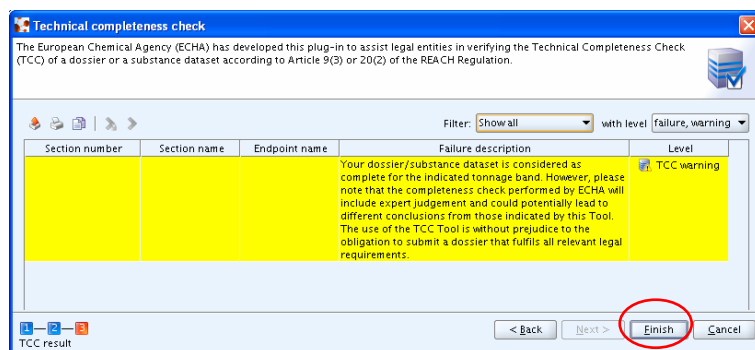 Technical completeness check
The European Chemical Agency (ECHA) has developed this plug-in to assist legal entities in verifying the Technical Completeness Check
(TCC) of a dossier or a substance dataset according to Article 9(3) or 20(2) of the REACH Regulation.
Filter: Show all with level failure, warning
Section number Section name Endpoint name Failure description Level
Your dossier/substance dataset is considered as TCC warning
complete for the indicated tonnage band. However, please
note that the completeness check performed by ECHA will
include expert judgement and could potentially lead to
different conclusions from those indicated by this Tool.
The use of the TCC Tool is without prejudice to the
obligation to submit a dossier that fulfils all relevant legal
requirements.
1 2 3 < Back Next > Finish Cancel
TCC result